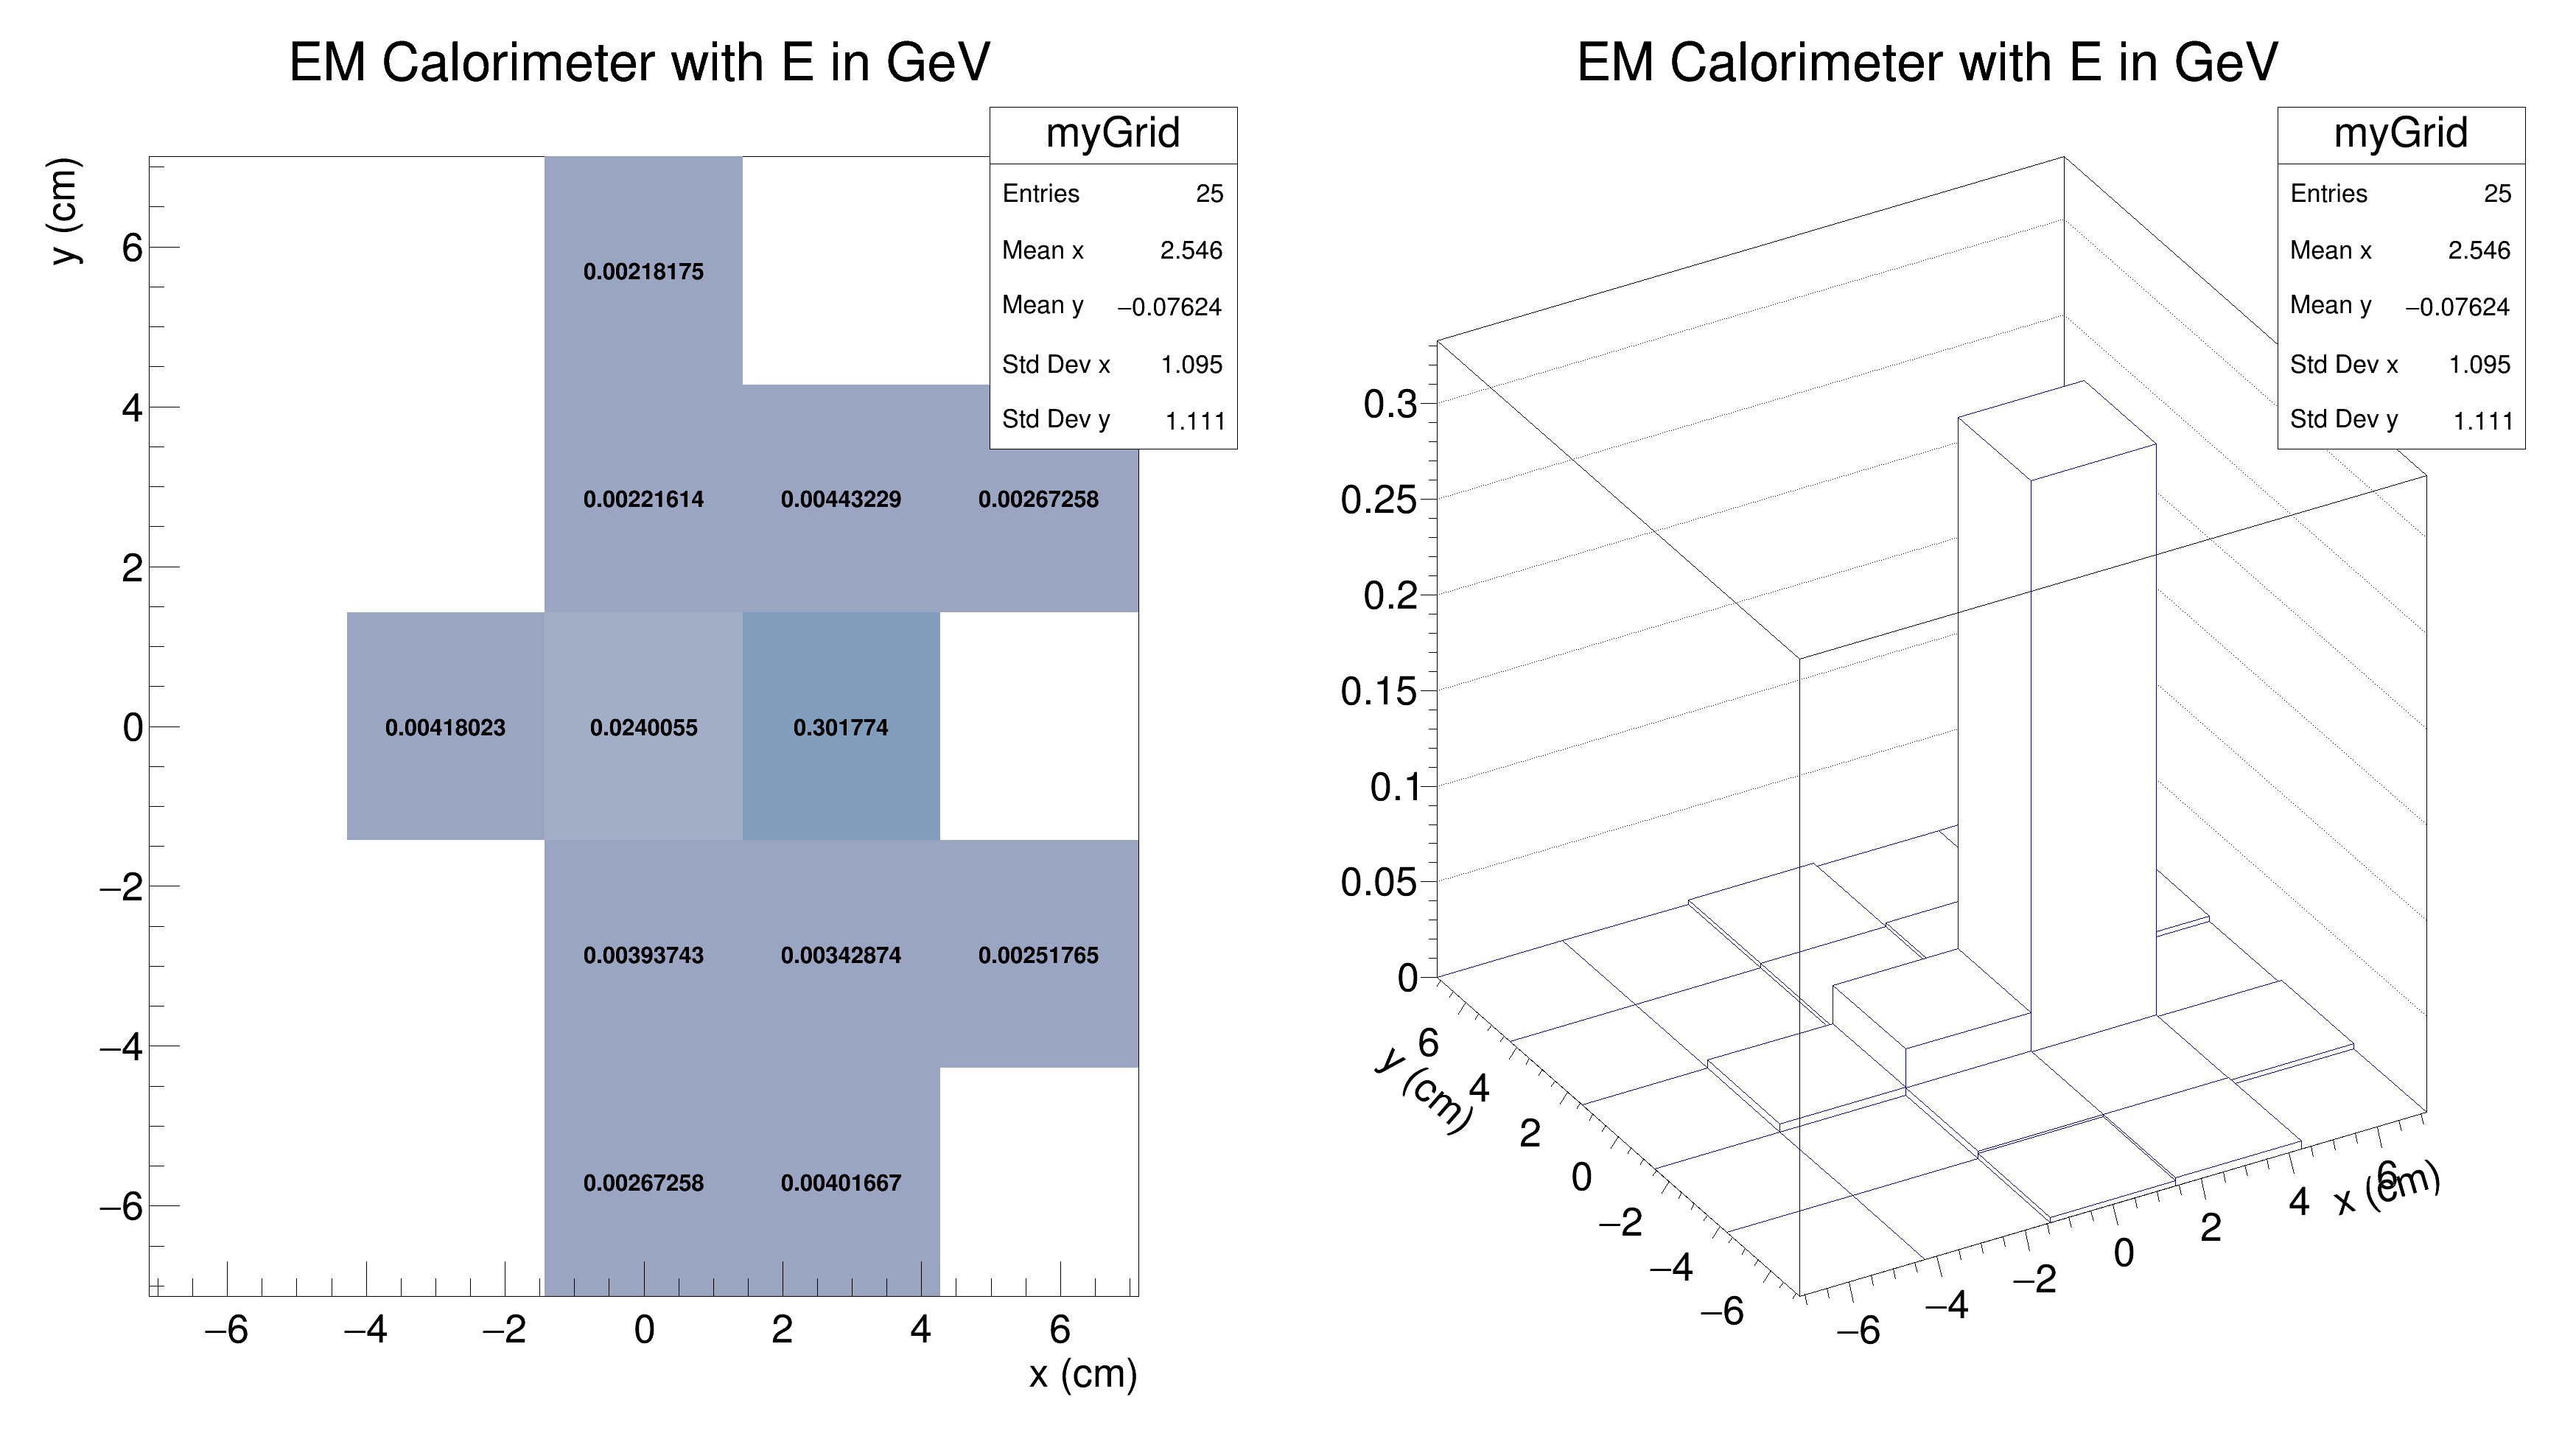 EM Calorimeter with E in GeV
myGrid
Entries 25
Mean x 2.546
Mean y −0.07624
Std Dev x 1.095
Std Dev y 1.111
y (cm)
6
4
2
0
−2
−4
−6
0.00218175
0.00221614 0.00443229 0.00267258
0.00418023 0.0240055 0.301774
0.00393743 0.00342874 0.00251765
0.00267258 0.00401667
−6 −4 −2 0 2 4 6
x (cm)
EM Calorimeter with E in GeV
myGrid
Entries 25
Mean x 2.546
Mean y −0.07624
Std Dev x 1.095
Std Dev y 1.111
0.3
0.25
0.2
0.15
0.1
0.05
0
6
4
2
0
−2
−4
−6
y (cm)
−6
−4
−2
0
2
4
6
x (cm)